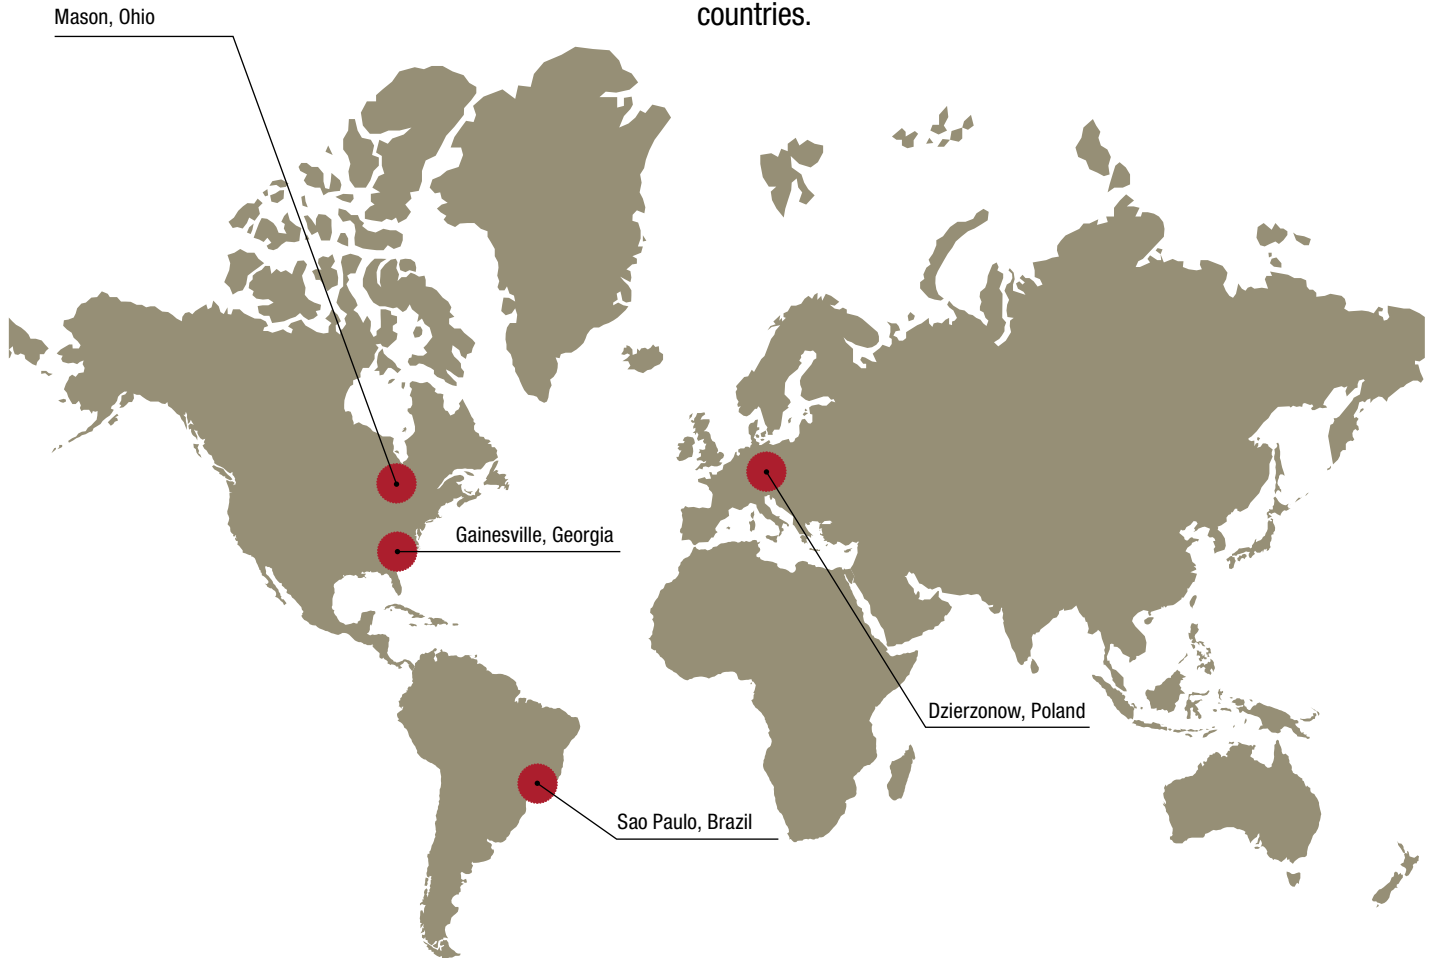 Mason, Ohio
countries.
Gainesville, Georgia
Dzierzonow, Poland
Sao Paulo, Brazil